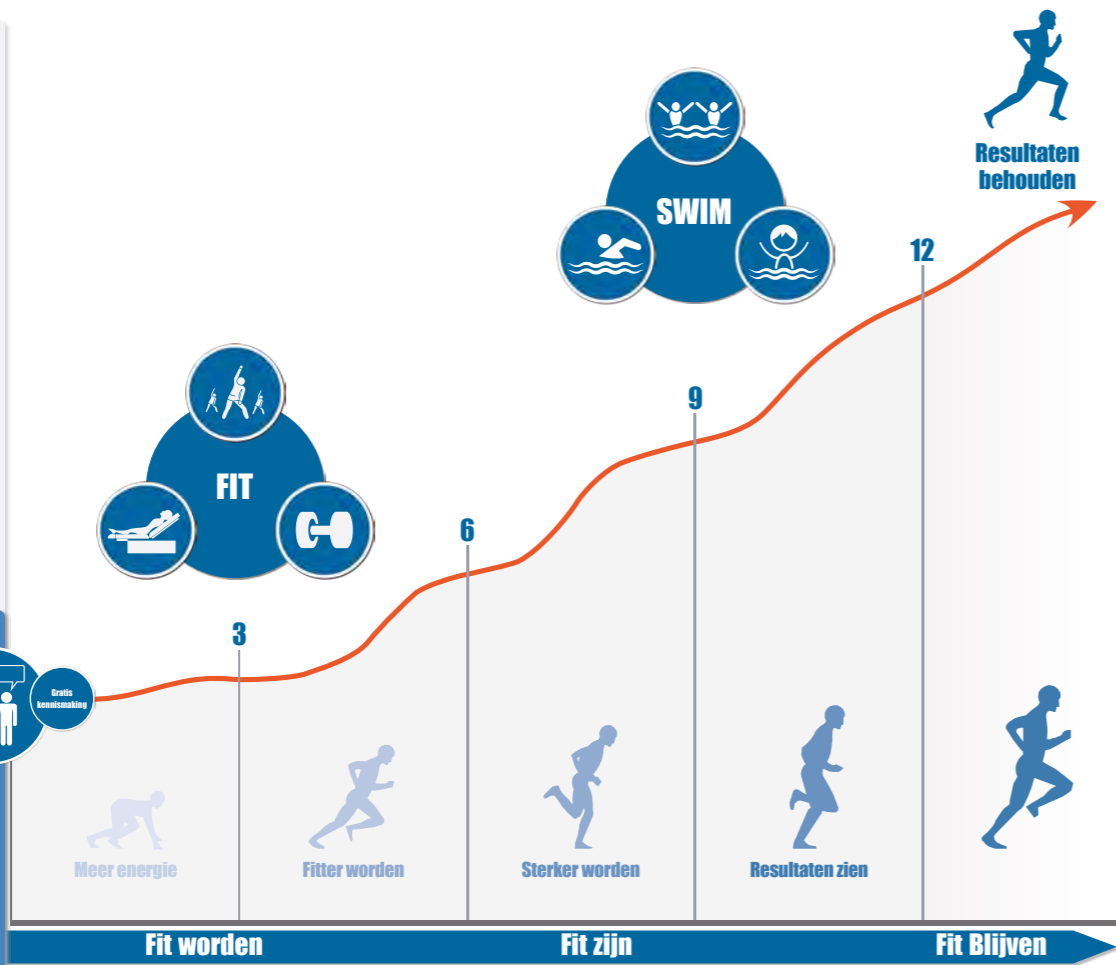 Resultaten
behouden
SWIM
12
9
FIT
6
3
Gratis
kennismaking
Meer energie
Fitter worden
Sterker worden
Resultaten zien
Fit worden
Fit zijn
Fit Blijven